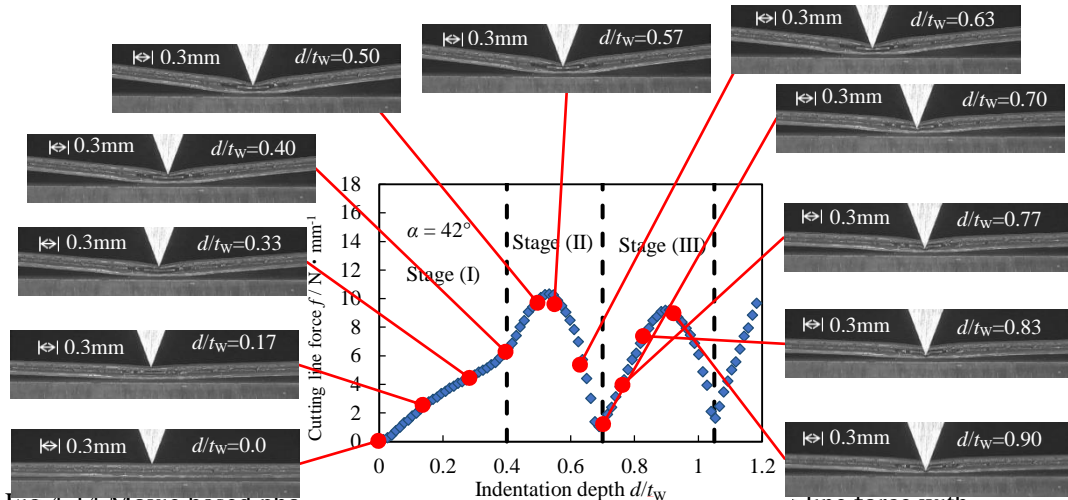 0.3mm d/tw=0.50
0.3mm d/tw=0.57
0.3mm d/tw=0.63
0.3mm d/tw=0.70
0.3mm d/tw=0.40
0.3mm d/tw=0.77
0.3mm d/tw=0.33
0.3mm d/tw=0.83
0.3mm d/tw=0.17
0.3mm d/tw=0.90
0.3mm d/tw=0.0
Cutting line force f / N・mm⁻¹
18
16
14
12
10
8
6
4
2
0
α = 42°
Stage (I)
Stage (II)
Stage (III)
0 0.2 0.4 0.6 0.8 1.0 1.2
Indentation depth d/tw
line force with